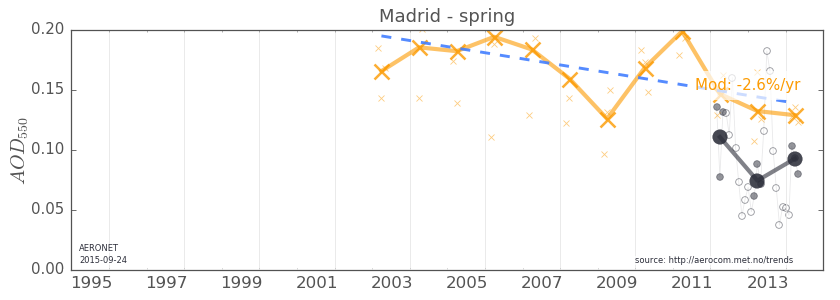 Madrid - spring
0.20
0.15
0.10
0.05
0.00
AOD550
Mod: -2.6%/yr
AERONET
2015-09-24
source: http://aerocom.met.no/trends
1995 1997 1999 2001 2003 2005 2007 2009 2011 2013